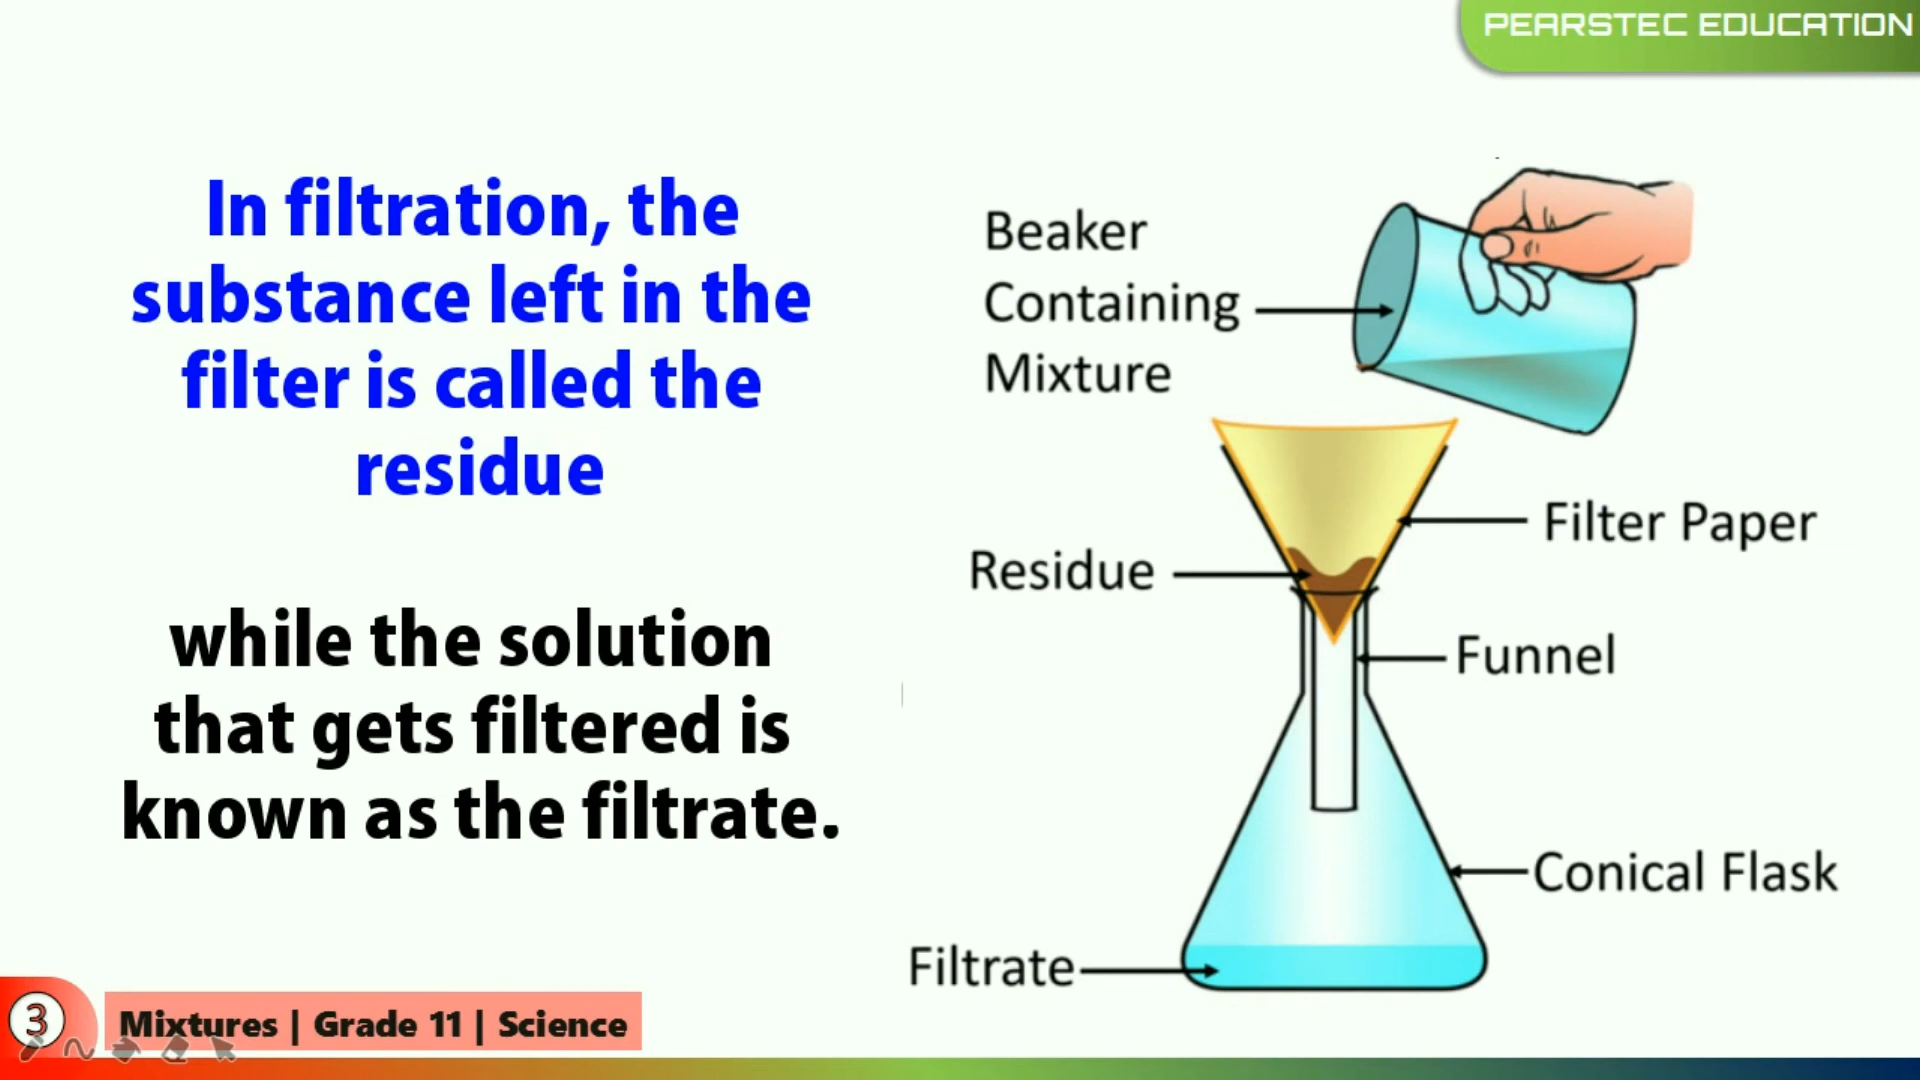 PEARSTEC EDUCATION
In filtration, the
substance left in the
filter is called the
residue
while the solution
that gets filtered is
known as the filtrate.
Beaker
Containing
Mixture
Filter Paper
Residue
Funnel
Conical Flask
Filtrate
3
Mixtures | Grade 11 | Science